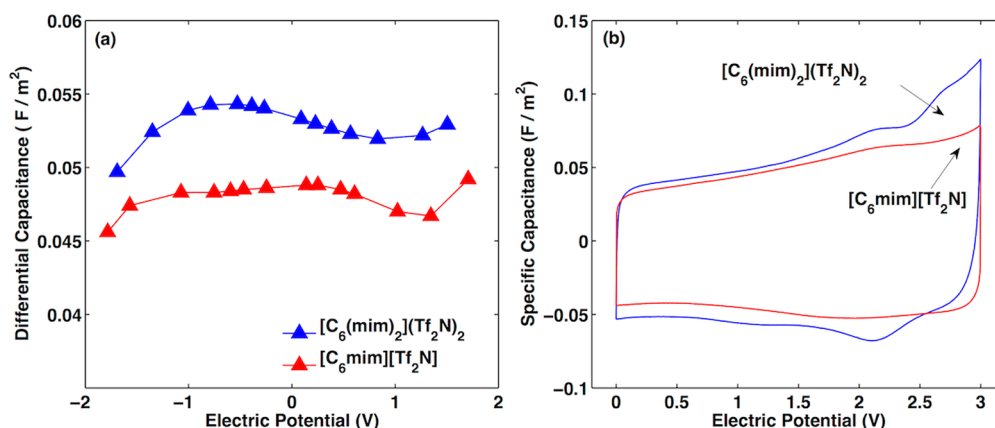 (a)
Differential Capacitance ( F / m²)
0.06
0.055
0.05
0.045
0.04
[C₆(mim)₂](Tf₂N)₂
[C₆mim][Tf₂N]
−2
−1
0
1
2
Electric Potential (V)
(b)
Specific Capacitance (F / m²)
0.15
0.1
0.05
0
−0.05
−0.1
[C₆(mim)₂](Tf₂N)₂
[C₆mim][Tf₂N]
0
0.5
1
1.5
2
2.5
3
Electric Potential (V)